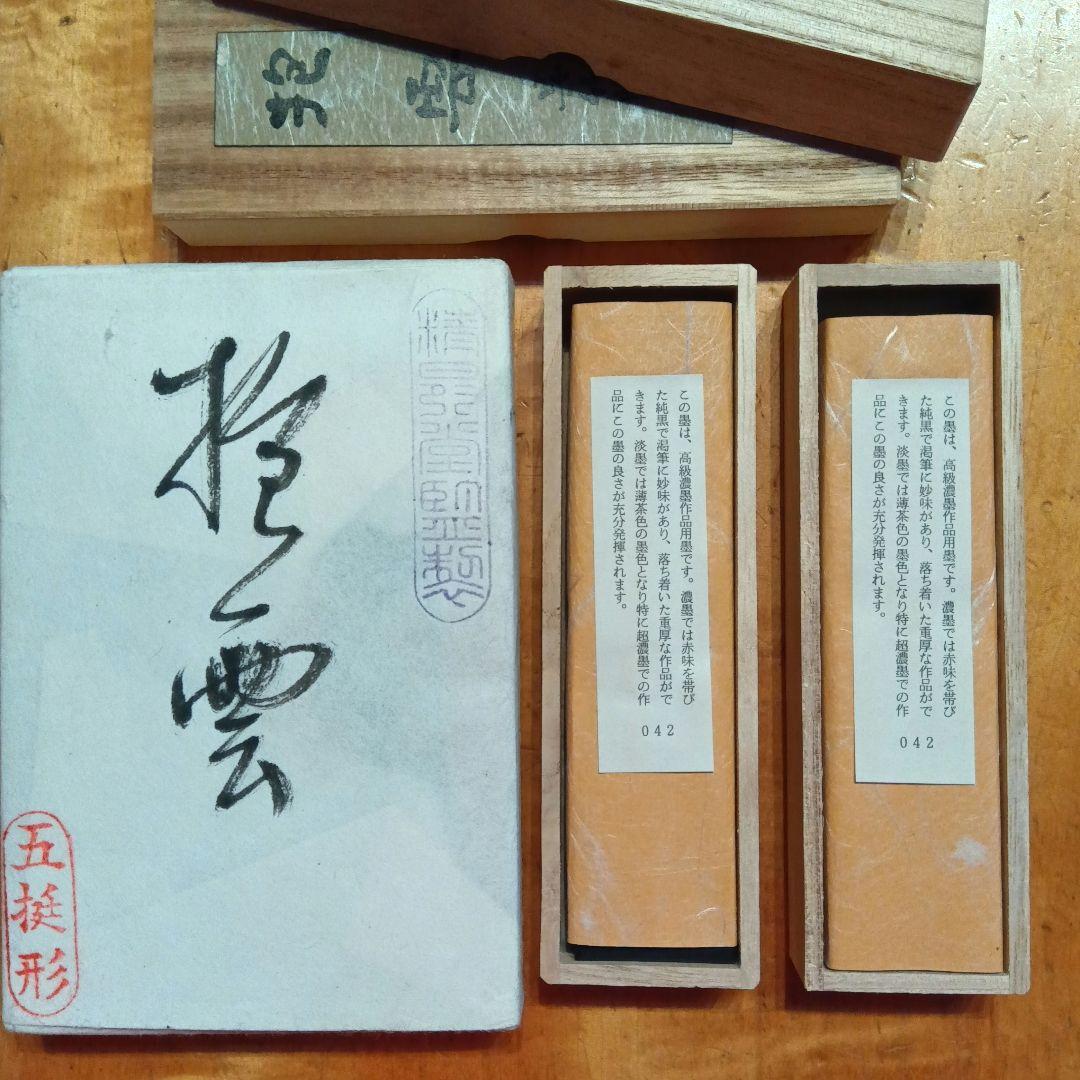 抱雲
抱雲
精昇堂監製
五挺形
この墨は、高級濃墨作品用墨です。濃墨では赤味を帯び
た純黒で渇筆に妙味があり、落ち着いた重厚な作品がで
きます。淡墨では薄茶色の墨色となり特に超濃墨での作
品にこの墨の良さが充分発揮されます。
042
この墨は、高級濃墨作品用墨です。濃墨では赤味を帯び
た純黒で渇筆に妙味があり、落ち着いた重厚な作品がで
きます。淡墨では薄茶色の墨色となり特に超濃墨での作
品にこの墨の良さが充分発揮されます。
042